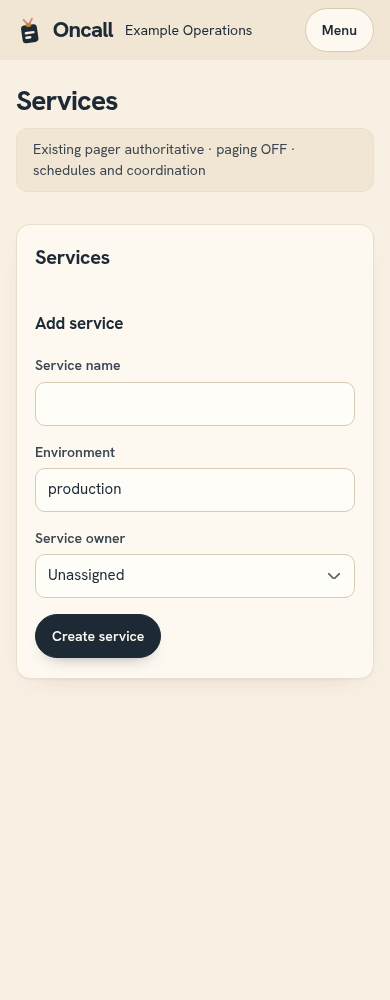 Oncall Example Operations Menu
Services
Existing pager authoritative · paging OFF ·
schedules and coordination
Services
Add service
Service name
Environment
production
Service owner
Unassigned
Create service